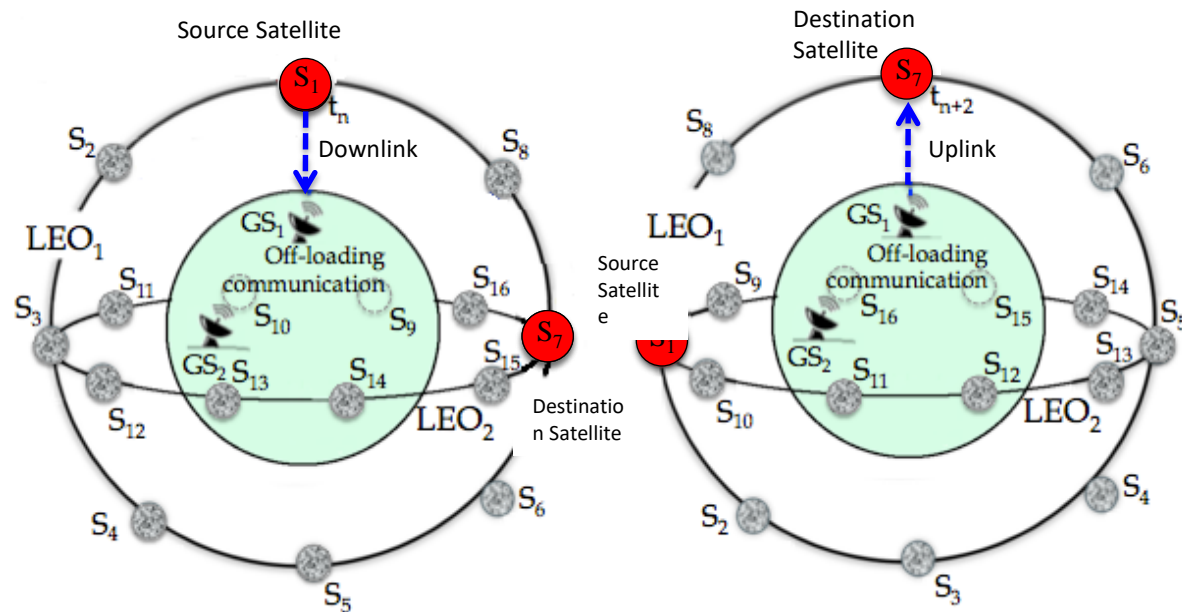 Source Satellite
S1
tn
Downlink
S2
S8
LEO1
GS1
Off-loading
communication
S11
S16
S3
S10
S9
S7
GS2
S13
S14
S15
S12
LEO2
Destinatio
n Satellite
S4
S6
S5
Destination
Satellite
S7
tn+2
Uplink
S8
S6
LEO1
GS1
Off-loading
communication
Source
Satellit
e
S9
S14
S16
S15
S5
S1
GS2
S13
S11
S12
S10
LEO2
S2
S4
S3